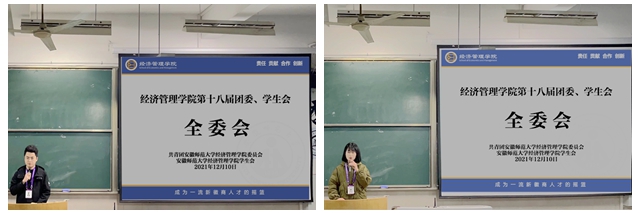 经济管理学院
责任 贡献 合作 创新
经济管理学院第十八届团委、学生会
全委会
共青团安徽师范大学经济管理学院委员会
安徽师范大学经济管理学院学生会
2021年12月10日
成为一流新徽商人才的摇篮
经济管理学院
责任 贡献 合作 创新
经济管理学院第十八届团委、学生会
全委会
共青团安徽师范大学经济管理学院委员会
安徽师范大学经济管理学院学生会
2021年12月10日
成为一流新徽商人才的摇篮